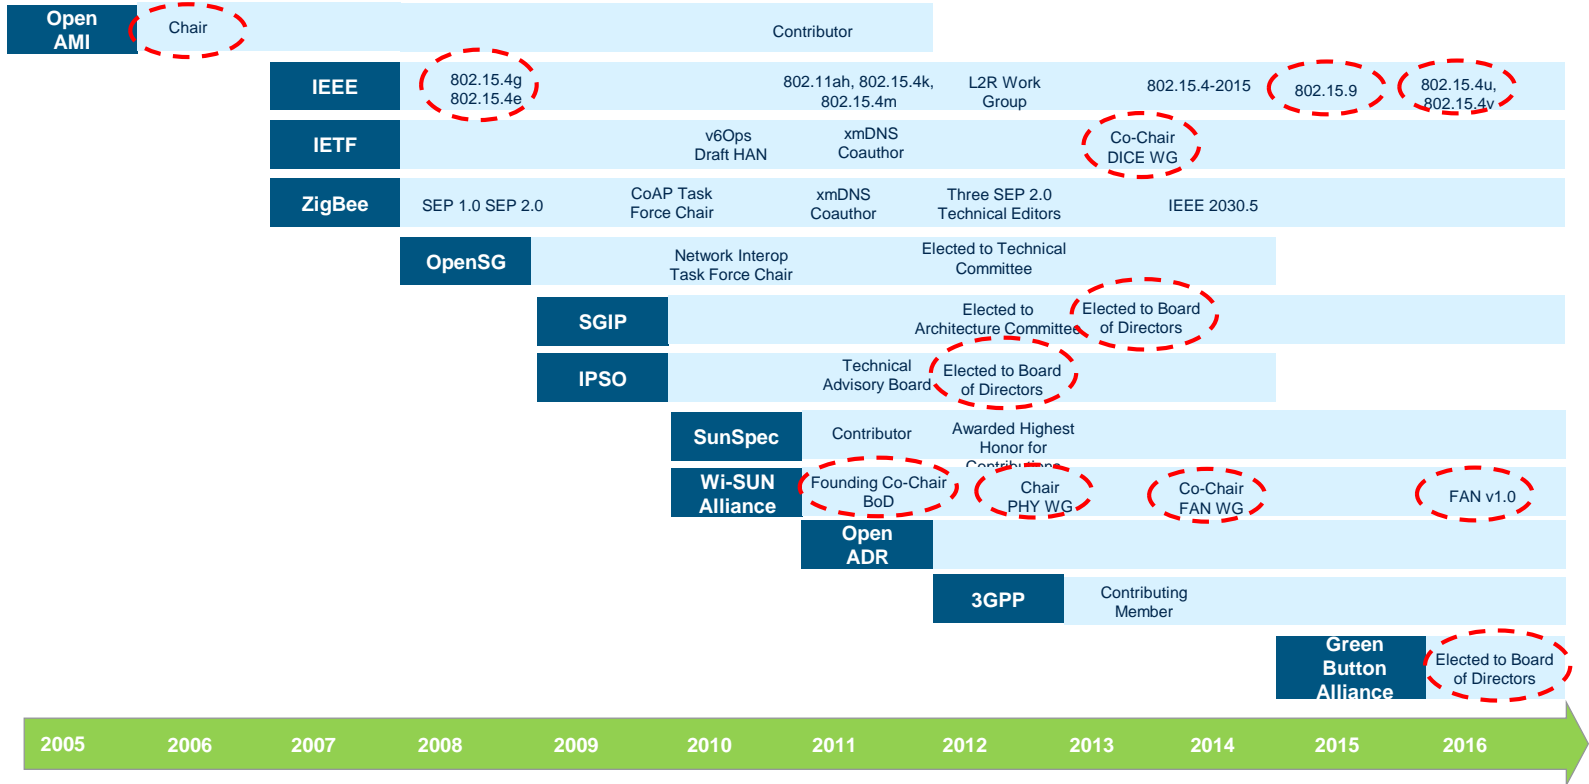 Open
AMI
Chair
Contributor
IEEE
802.15.4g
802.15.4e
802.11ah, 802.15.4k,
802.15.4m
L2R Work
Group
802.15.4-2015
802.15.9
802.15.4u,
802.15.4v
IETF
v6Ops
Draft HAN
xmDNS
Coauthor
Co-Chair
DICE WG
ZigBee
SEP 1.0 SEP 2.0
CoAP Task
Force Chair
xmDNS
Coauthor
Three SEP 2.0
Technical Editors
IEEE 2030.5
OpenSG
Network Interop
Task Force Chair
Elected to Technical
Committee
SGIP
Elected to
Architecture Committee
Elected to Board
of Directors
IPSO
Technical
Advisory Board
Elected to Board
of Directors
SunSpec
Contributor
Awarded Highest
Honor for
Contributions
Wi-SUN
Alliance
Founding Co-Chair
BoD
Chair
PHY WG
Co-Chair
FAN WG
FAN v1.0
Open
ADR
3GPP
Contributing
Member
Green
Button
Alliance
Elected to Board
of Directors
2005 2006 2007 2008 2009 2010 2011 2012 2013 2014 2015 2016